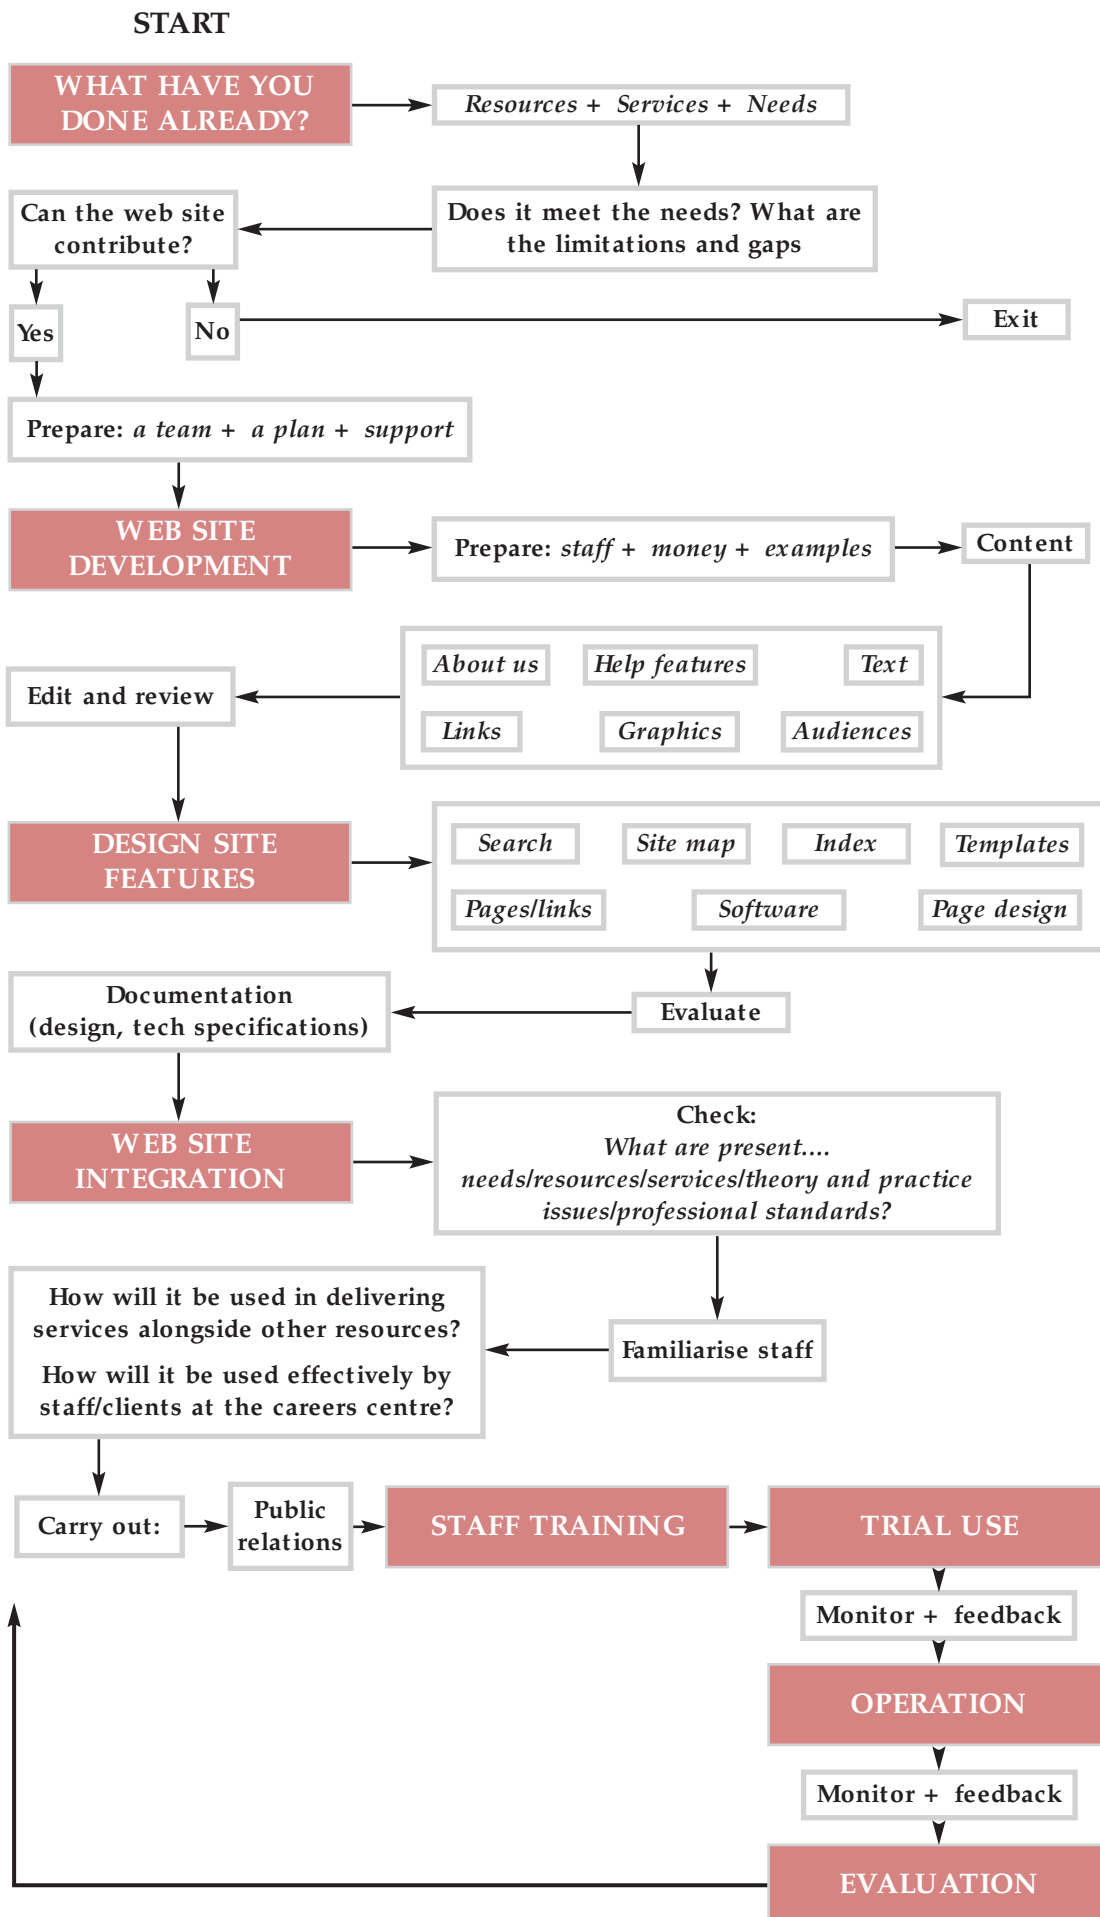 START
WHAT HAVE YOU
DONE ALREADY?
Resources + Services + Needs
Can the web site
contribute?
Does it meet the needs? What are
the limitations and gaps
Yes
No
Exit
Prepare: a team + a plan + support
WEB SITE
DEVELOPMENT
Prepare: staff + money + examples
Content
About us
Help features
Text
Links
Graphics
Audiences
Edit and review
DESIGN SITE
FEATURES
Search
Site map
Index
Templates
Pages/links
Software
Page design
Evaluate
Documentation
(design, tech specifications)
WEB SITE
INTEGRATION
Check:
What are present....
needs/resources/services/theory and practice
issues/professional standards?
Familiarise staff
How will it be used in delivering
services alongside other resources?
How will it be used effectively by
staff/clients at the careers centre?
Carry out:
Public
relations
STAFF TRAINING
TRIAL USE
Monitor + feedback
OPERATION
Monitor + feedback
EVALUATION